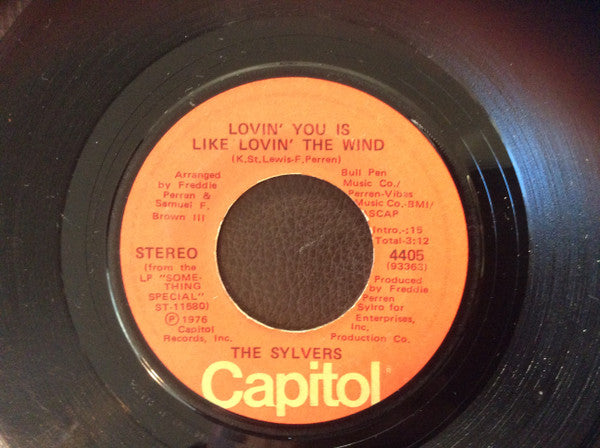 LOVIN' YOU IS
LIKE LOVIN' THE WIND
(K.St.Lewis-F.Perren)
Arranged
by Freddie
Perren &
Samuel F.
Brown III
Bull Pen
Music Co./
Perren-Vibes
Music Co.-BMI/
ASCAP
Intro.-:15
Total-3:12
STEREO
(from the
LP "SOME-
THING
SPECIAL"
ST-11580)
Ⓟ 1976
Capitol
Records, Inc.
4405
(93363)
Produced
by Freddie
Perren
Sylro for
Enterprises,
Inc,
Production Co.
THE SYLVERS
Capitol